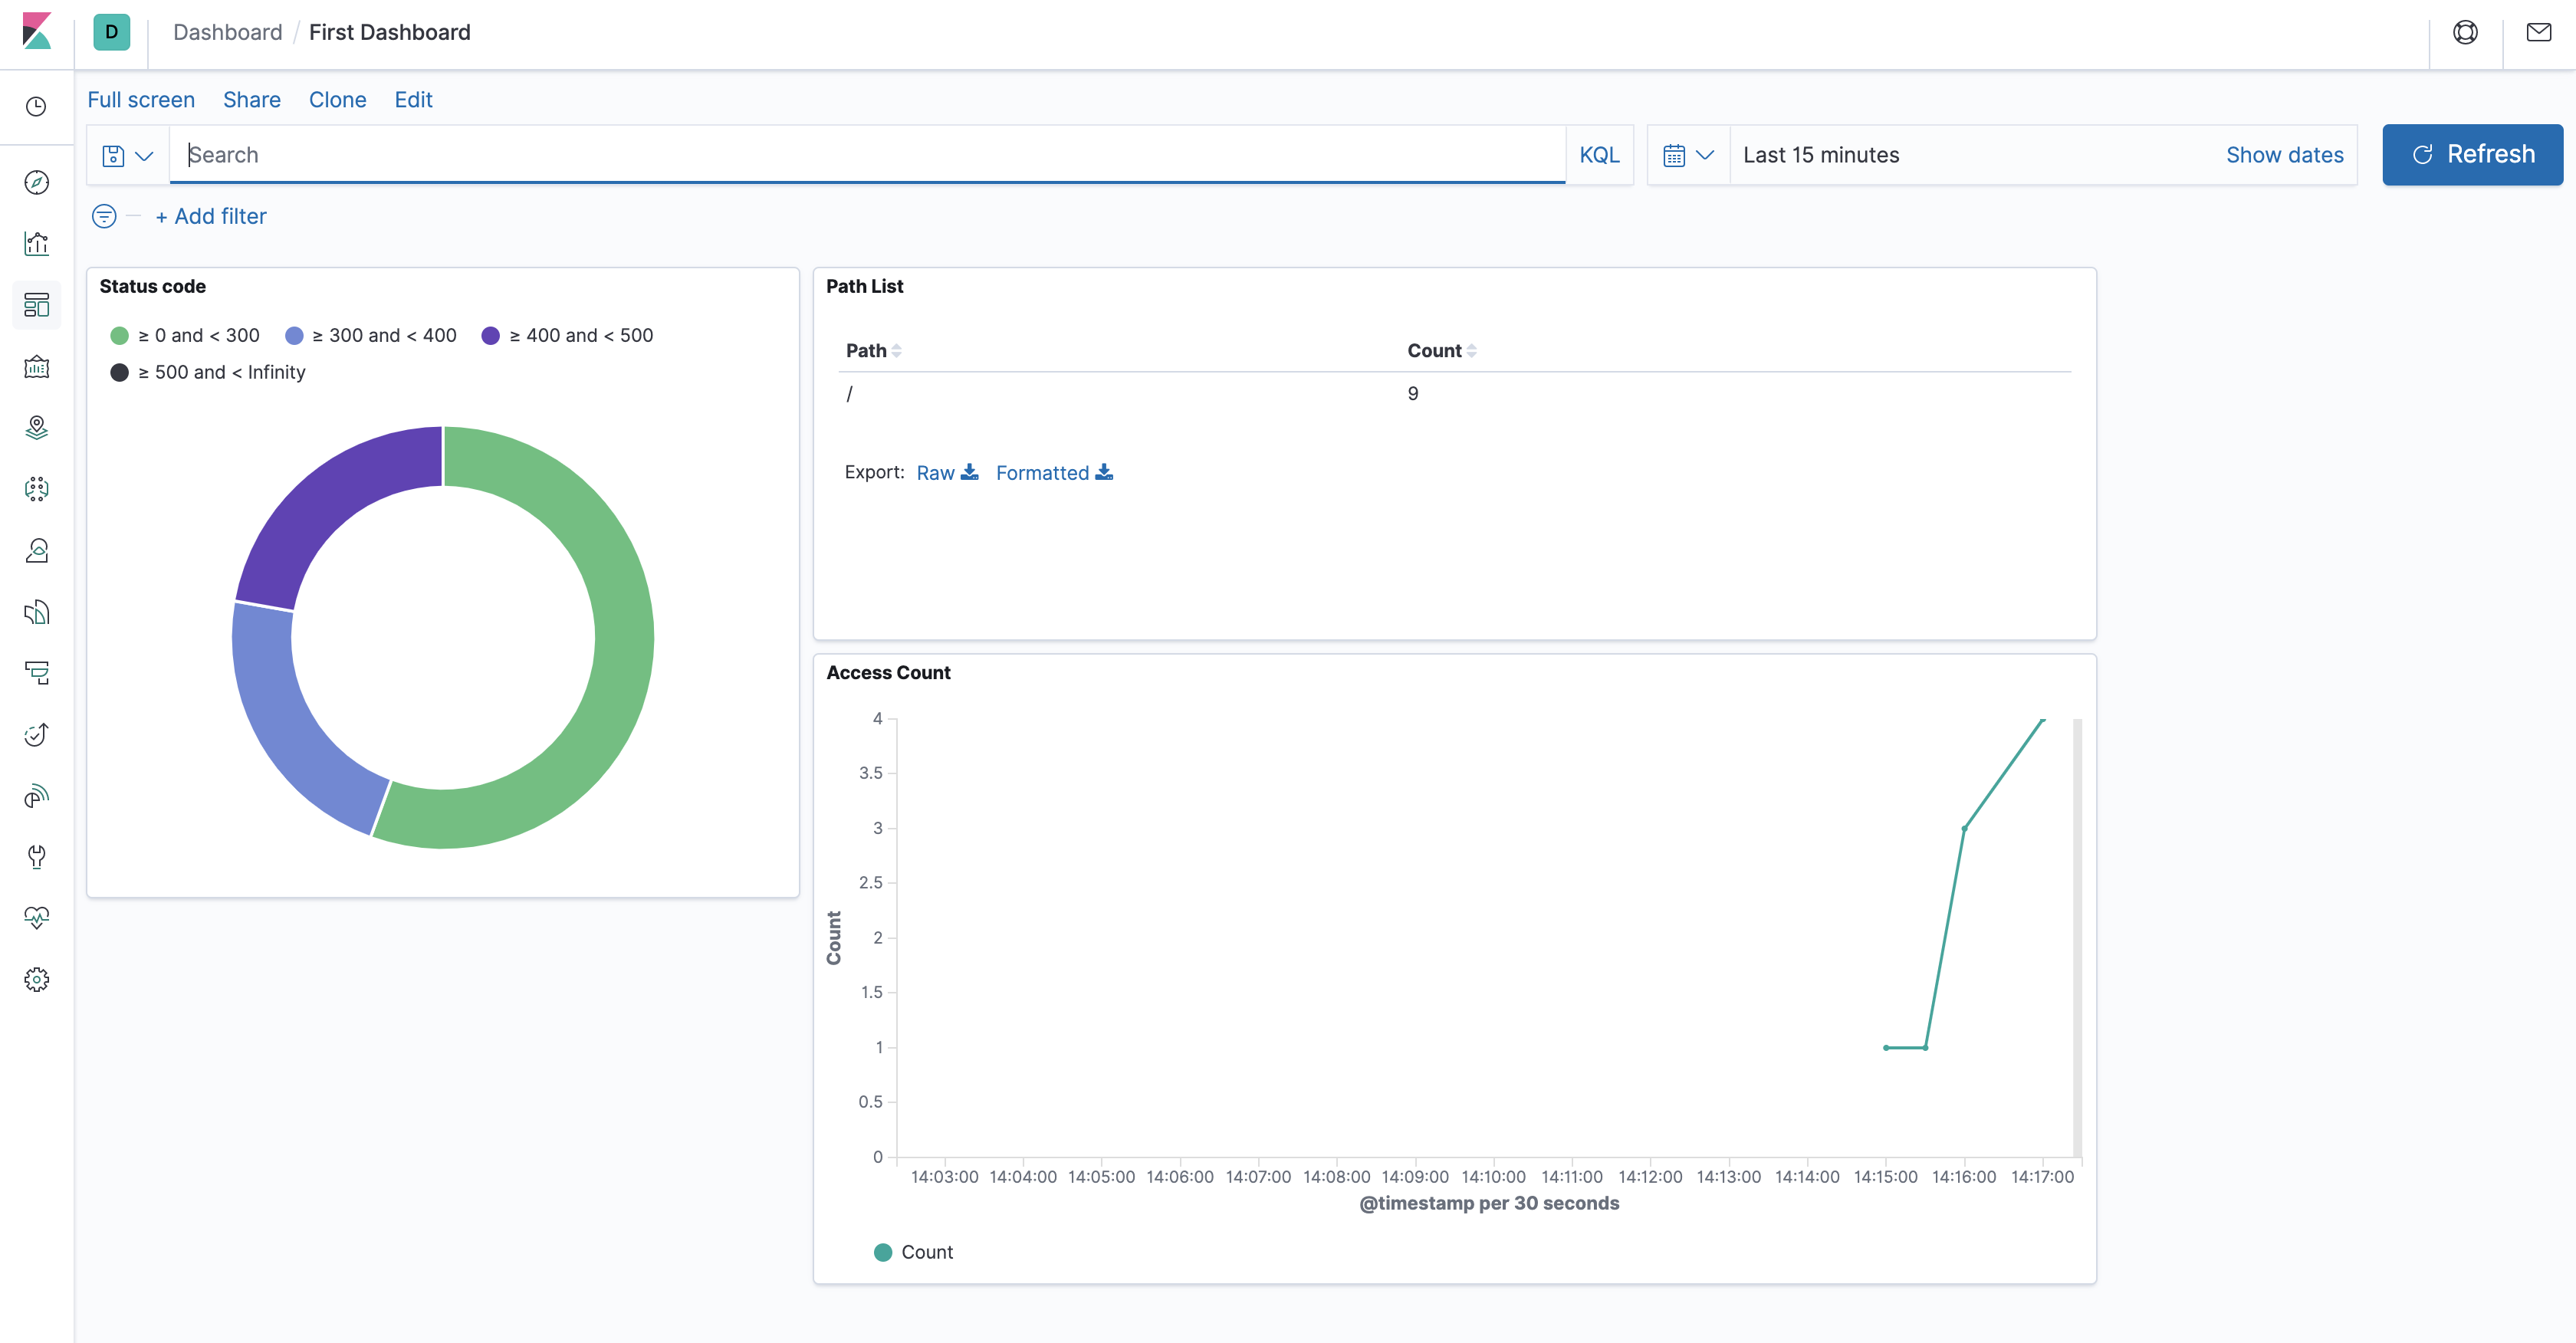 D Dashboard / First Dashboard
Full screen Share Clone Edit
Search KQL Last 15 minutes Show dates Refresh
+ Add filter
Status code
≥ 0 and < 300 ≥ 300 and < 400 ≥ 400 and < 500
≥ 500 and < Infinity
Path List
Path Count
/ 9
Export: Raw Formatted
Access Count
4
3.5
3
2.5
2
1.5
1
0.5
0
Count
14:03:00 14:04:00 14:05:00 14:06:00 14:07:00 14:08:00 14:09:00 14:10:00 14:11:00 14:12:00 14:13:00 14:14:00 14:15:00 14:16:00 14:17:00
@timestamp per 30 seconds
Count